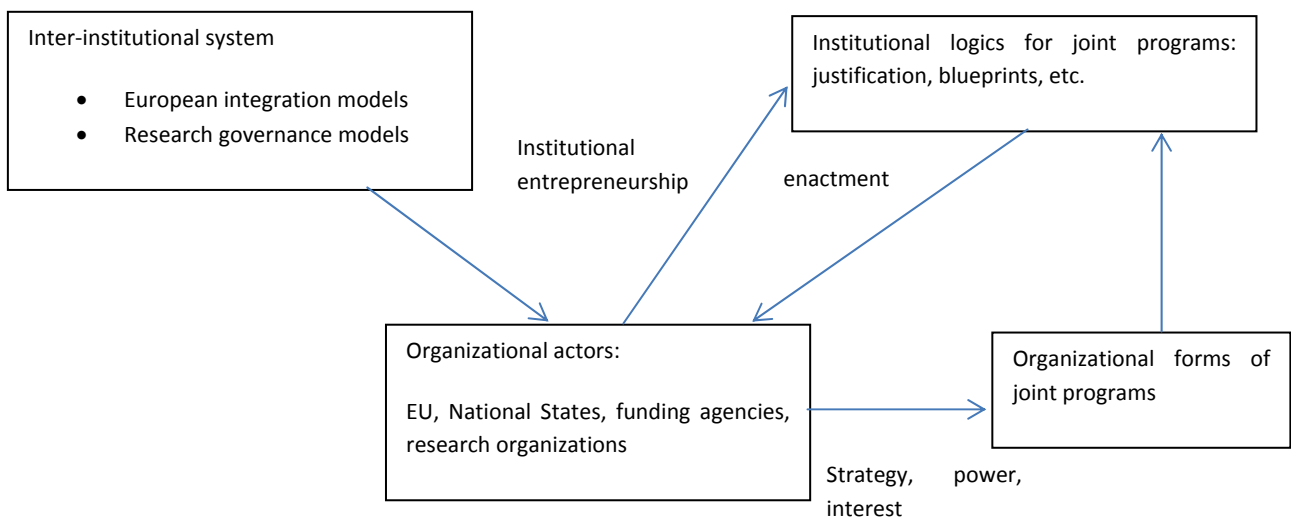 Inter-institutional system
• European integration models
• Research governance models
Institutional logics for joint programs:
justification, blueprints, etc.
Institutional
entrepreneurship
enactment
Organizational actors:
EU, National States, funding agencies,
research organizations
Organizational forms of
joint programs
Strategy, power,
interest